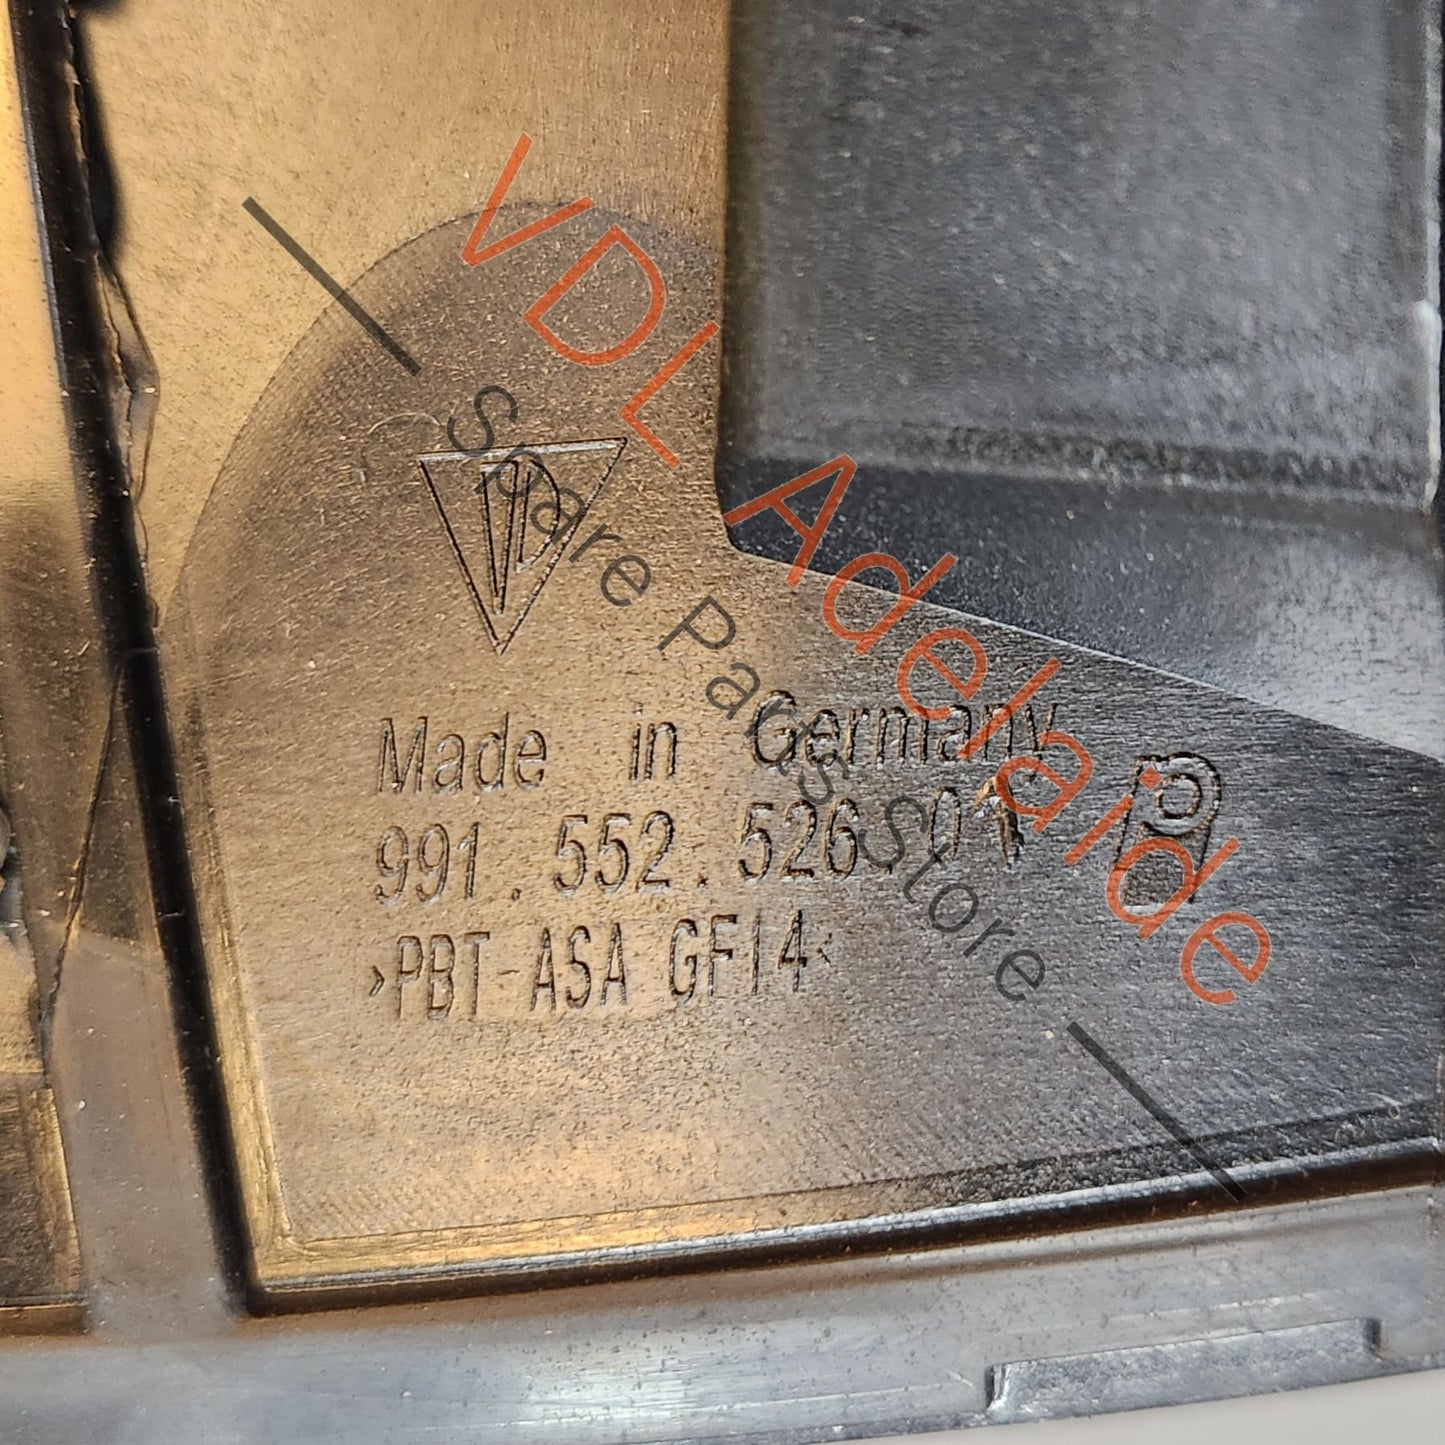 VDL Adelaide
Spare Parts Store
Made in Germany
991.552.526.01
>PBT-ASA GF14<